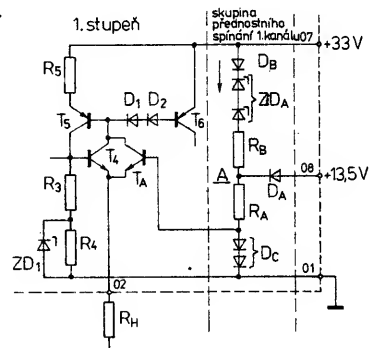 1. stupeň
skupina
přednostního
spínání 1.kanálu
07
+33 V
R5
DB
D1 D2
ZDA
T5
T6
T4
RB
A
08
TA
DA
+13,5V
R3
RA
ZD1
R4
DC
01
02
RH